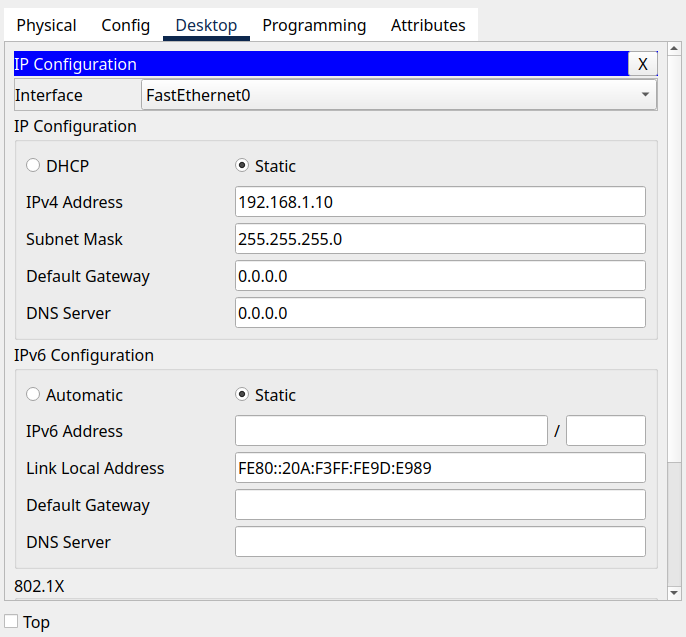 Physical Config Desktop Programming Attributes
IP Configuration X
Interface FastEthernet0
IP Configuration
DHCP Static
IPv4 Address 192.168.1.10
Subnet Mask 255.255.255.0
Default Gateway 0.0.0.0
DNS Server 0.0.0.0
IPv6 Configuration
Automatic Static
IPv6 Address /
Link Local Address FE80::20A:F3FF:FE9D:E989
Default Gateway
DNS Server
802.1X
Top